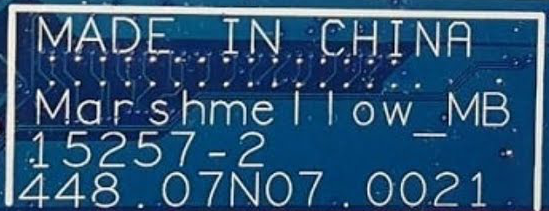 MADE IN CHINA
Marshmellow_MB
15257-2
448.07N07.0021